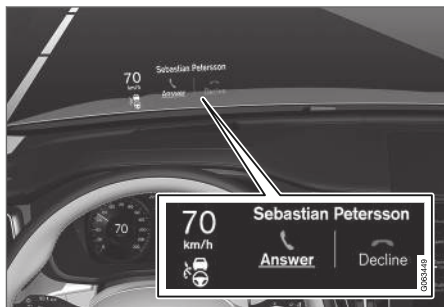 Sebastian Petersson
70
km/h
Answer Decline
70
70
km/h
Sebastian Petersson
Answer Decline
G063449